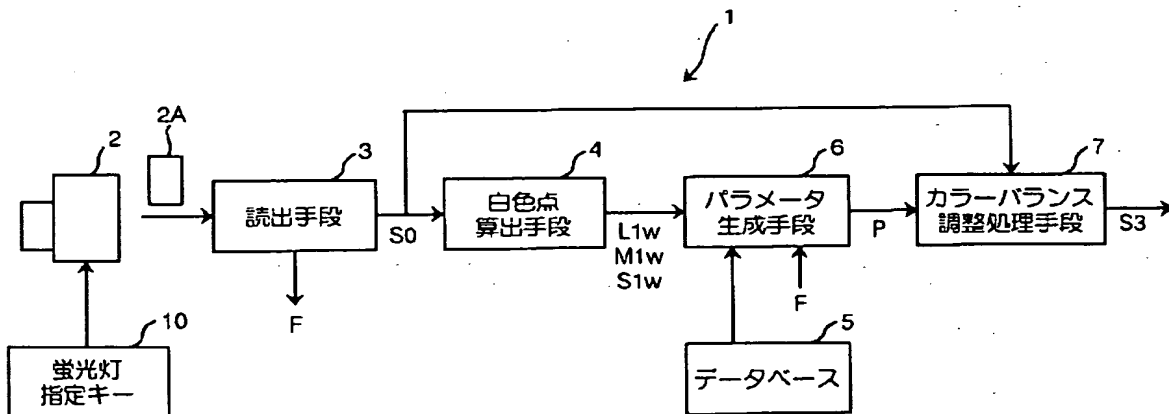 1
2A
2
3
読出手段
S0
F
4
白色点
算出手段
L1w
M1w
S1w
6
パラメータ
生成手段
P
F
7
カラーバランス
調整処理手段
S3
10
蛍光灯
指定キー
5
データベース